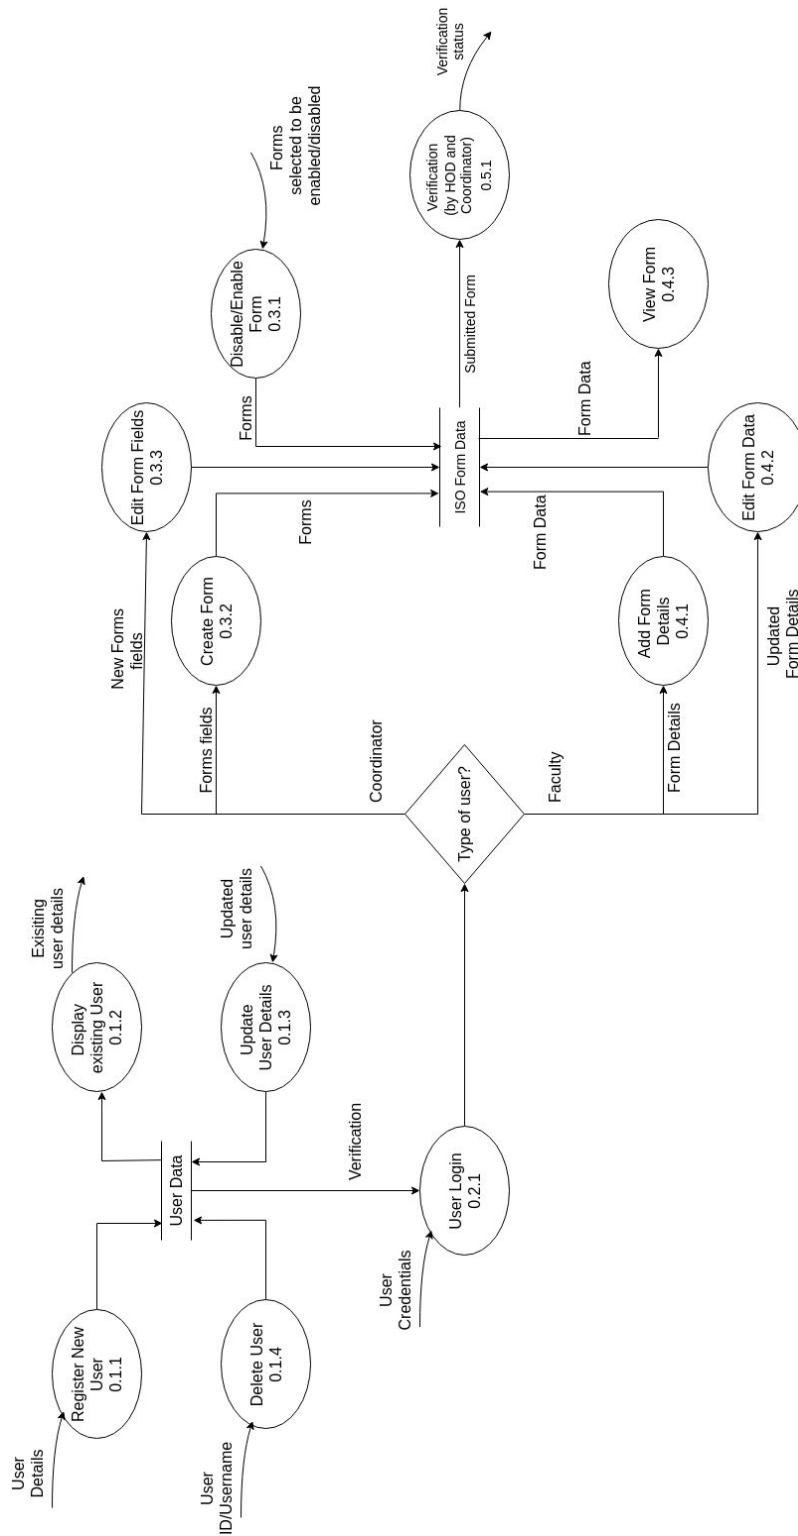 User
Details
Register New
User
0.1.1
User
ID/Username
Delete User
0.1.4
User Data
Display
existing User
0.1.2
Exisiting
user details
Update
User Details
0.1.3
Updated
user details
Verification
User
Credentials
User Login
0.2.1
Type of user?
Coordinator
Faculty
New Forms
fields
Forms fields
Edit Form Fields
0.3.3
Create Form
0.3.2
Forms
Forms
Disable/Enable
Form
0.3.1
Forms
selected to be
enabled/disabled
ISO Form Data
Submitted Form
Verification
(by HOD and
Coordinator)
0.5.1
Verification
status
Form Details
Add Form
Details
0.4.1
Form Data
Updated
Form Details
Edit Form Data
0.4.2
Form Data
View Form
0.4.3